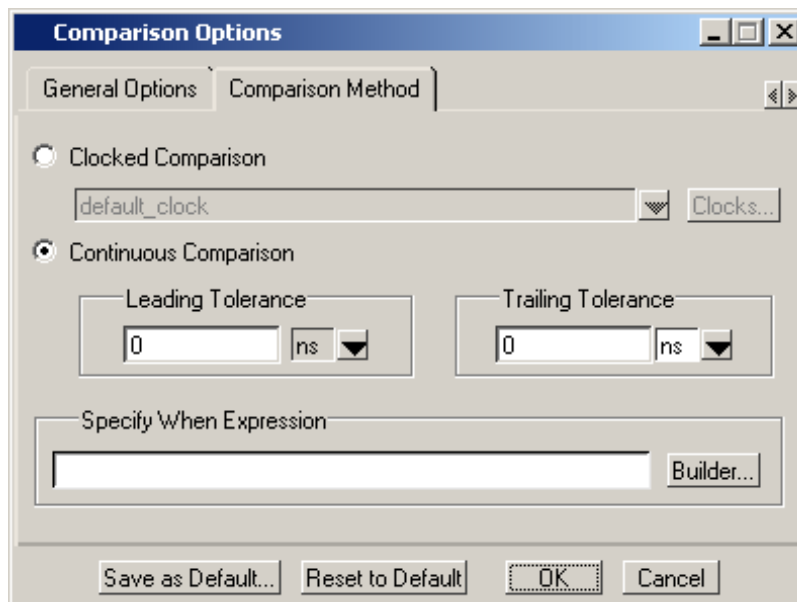 Comparison Options
General Options Comparison Method
Clocked Comparison
default_clock Clocks...
Continuous Comparison
Leading Tolerance Trailing Tolerance
0 ns 0 ns
Specify When Expression
Builder...
Save as Default... Reset to Default OK Cancel